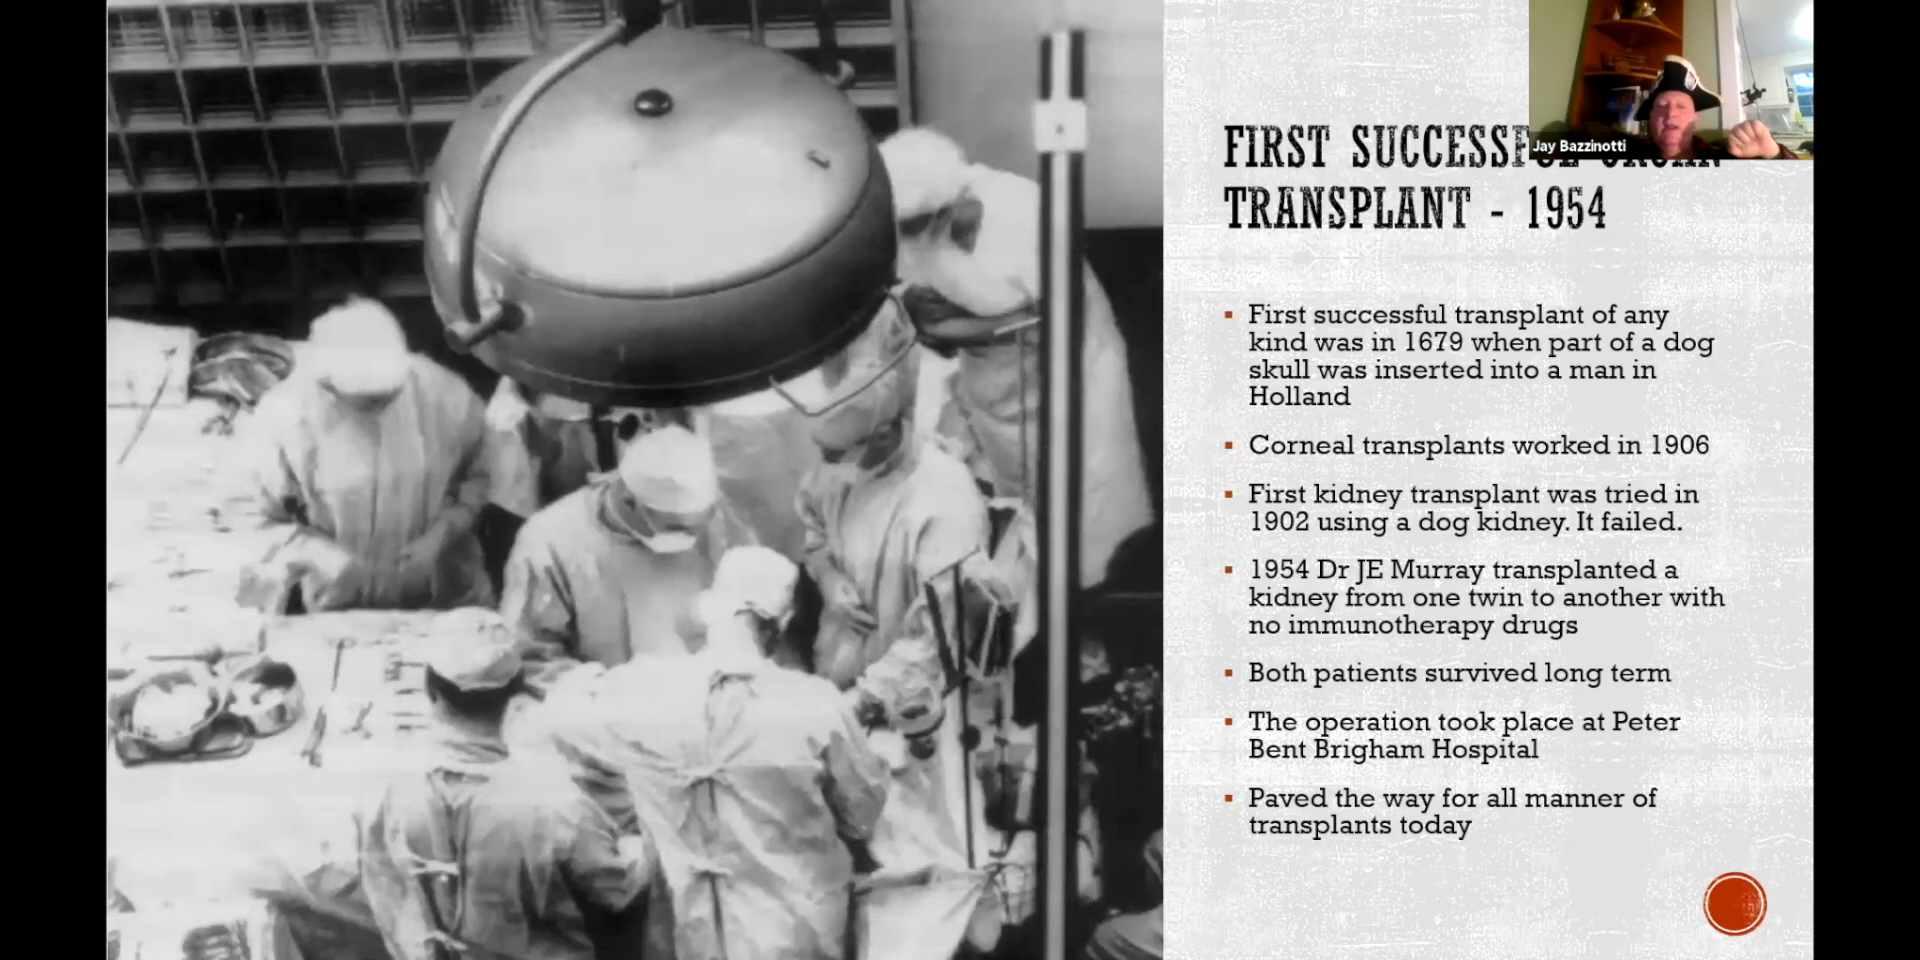 FIRST SUCCESSF
TRANSPLANT - 1954
Jay Bazzinotti
▪ First successful transplant of any
kind was in 1679 when part of a dog
skull was inserted into a man in
Holland
▪ Corneal transplants worked in 1906
▪ First kidney transplant was tried in
1902 using a dog kidney. It failed.
▪ 1954 Dr JE Murray transplanted a
kidney from one twin to another with
no immunotherapy drugs
▪ Both patients survived long term
▪ The operation took place at Peter
Bent Brigham Hospital
▪ Paved the way for all manner of
transplants today